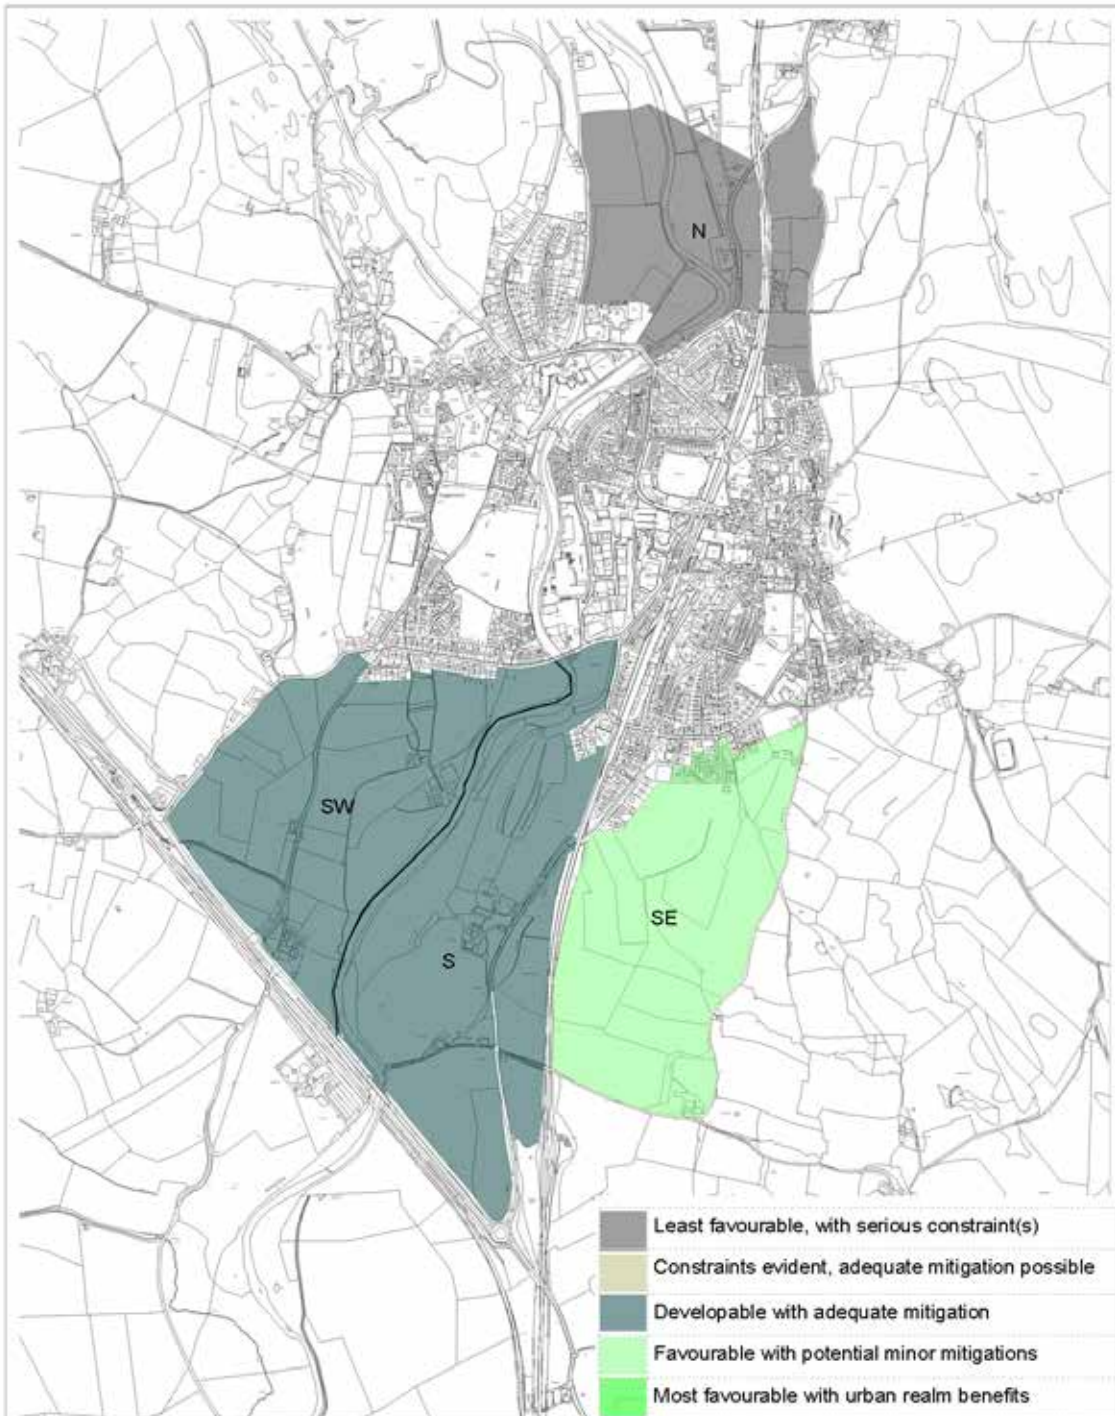 N
SW
S
SE
Least favourable, with serious constraint(s)
Constraints evident, adequate mitigation possible
Developable with adequate mitigation
Favourable with potential minor mitigations
Most favourable with urban realm benefits